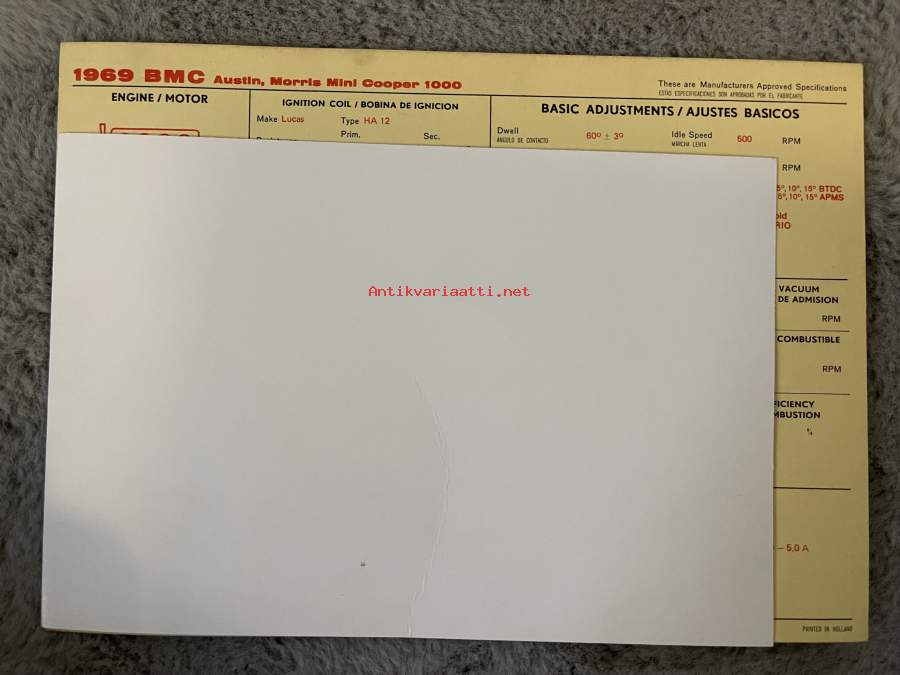 1969 BMC Austin, Morris Mini Cooper 1000
These are Manufacturers Approved Specifications
ESTAS ESPECIFICACIONES SON APROBADAS POR EL FABRICANTE
ENGINE / MOTOR
IGNITION COIL / BOBINA DE IGNICION
Make Lucas Type HA 12
Prim. Sec.
BASIC ADJUSTMENTS / AJUSTES BASICOS
Dwell 60° ± 3° Idle Speed 500 RPM
ANGULO DE CONTACTO MARCHA LENTA
RPM
5°, 10°, 15° BTDC
5°, 10°, 15° APMS
old
RIO
VACUUM
DE ADMISION
RPM
COMBUSTIBLE
RPM
FICIENCY
MBUSTION
%
– 5,0 A
PRINTED IN HOLLAND
Antikvariaatti.net